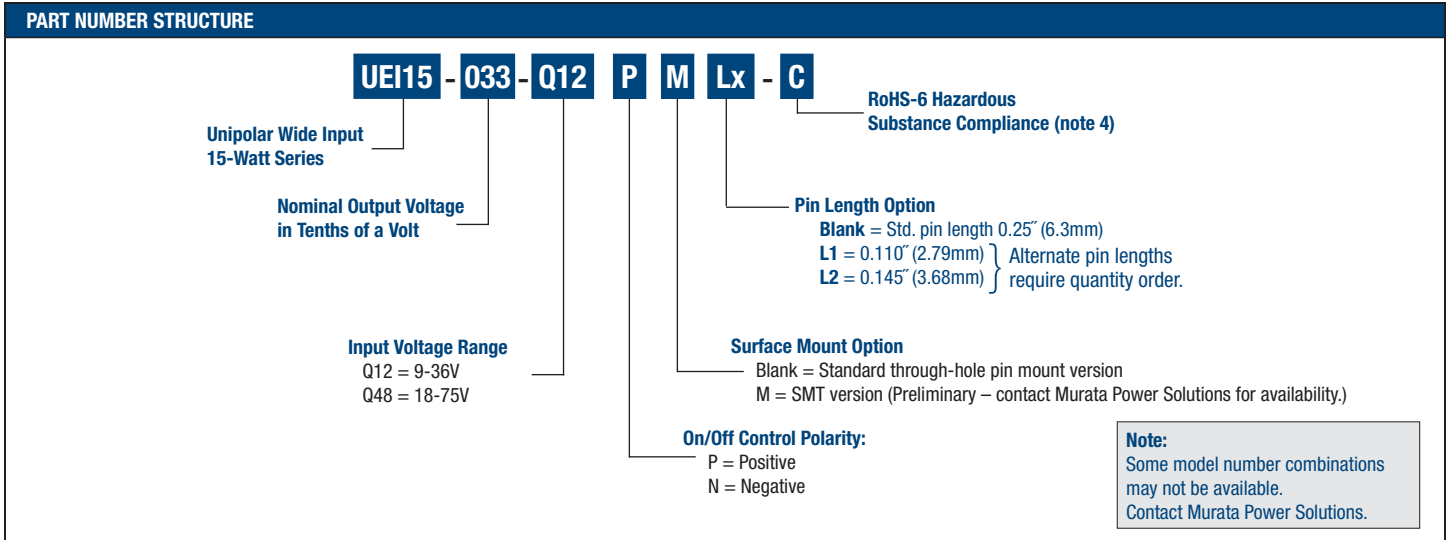 PART NUMBER STRUCTURE
UEI15 - 033 - Q12 P M Lx - C
RoHS-6 Hazardous
Substance Compliance (note 4)
Unipolar Wide Input
15-Watt Series
Nominal Output Voltage
in Tenths of a Volt
Pin Length Option
Blank = Std. pin length 0.25˝ (6.3mm)
L1 = 0.110˝ (2.79mm)
L2 = 0.145˝ (3.68mm)
Alternate pin lengths
require quantity order.
Input Voltage Range
Q12 = 9-36V
Q48 = 18-75V
Surface Mount Option
Blank = Standard through-hole pin mount version
M = SMT version (Preliminary – contact Murata Power Solutions for availability.)
On/Off Control Polarity:
P = Positive
N = Negative
Note:
Some model number combinations
may not be available.
Contact Murata Power Solutions.